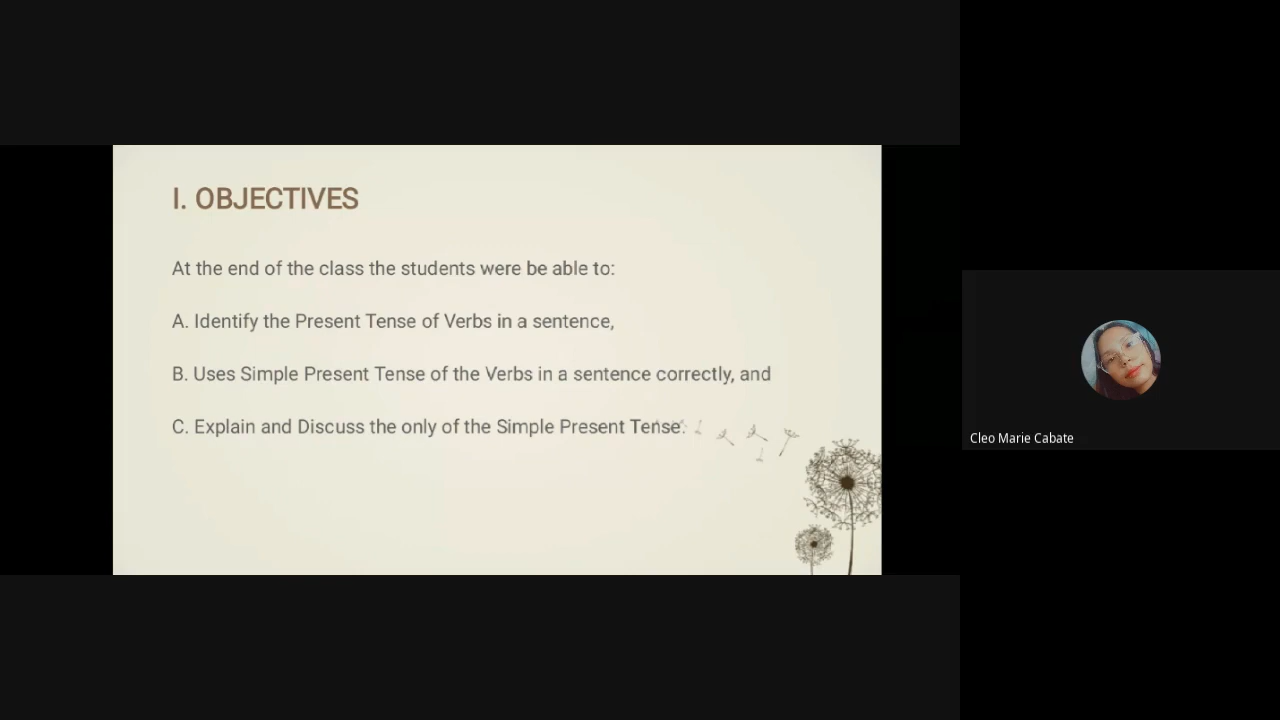 I. OBJECTIVES
At the end of the class the students were be able to:
A. Identify the Present Tense of Verbs in a sentence,
B. Uses Simple Present Tense of the Verbs in a sentence correctly, and
C. Explain and Discuss the only of the Simple Present Tense.
Cleo Marie Cabate